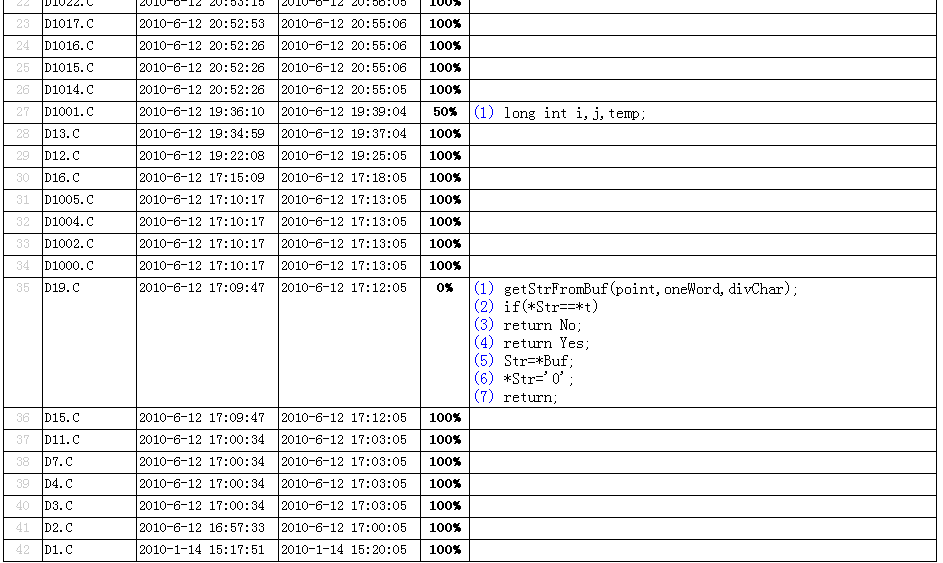 22 D1022.C 2010-6-12 20:53:15 2010-6-12 20:56:05 100%
23 D1017.C 2010-6-12 20:52:53 2010-6-12 20:55:06 100%
24 D1016.C 2010-6-12 20:52:26 2010-6-12 20:55:06 100%
25 D1015.C 2010-6-12 20:52:26 2010-6-12 20:55:06 100%
26 D1014.C 2010-6-12 20:52:26 2010-6-12 20:55:05 100%
27 D1001.C 2010-6-12 19:36:10 2010-6-12 19:39:04 50% (1) long int i,j,temp;
28 D13.C 2010-6-12 19:34:59 2010-6-12 19:37:04 100%
29 D12.C 2010-6-12 19:22:08 2010-6-12 19:25:05 100%
30 D16.C 2010-6-12 17:15:09 2010-6-12 17:18:05 100%
31 D1005.C 2010-6-12 17:10:17 2010-6-12 17:13:05 100%
32 D1004.C 2010-6-12 17:10:17 2010-6-12 17:13:05 100%
33 D1002.C 2010-6-12 17:10:17 2010-6-12 17:13:05 100%
34 D1000.C 2010-6-12 17:10:17 2010-6-12 17:13:05 100%
35 D19.C 2010-6-12 17:09:47 2010-6-12 17:12:05 0% (1) getStrFromBuf(point,oneWord,divChar);
(2) if(*Str==*t)
(3) return No;
(4) return Yes;
(5) Str=*Buf;
(6) *Str='0';
(7) return;
36 D15.C 2010-6-12 17:09:47 2010-6-12 17:12:05 100%
37 D11.C 2010-6-12 17:00:34 2010-6-12 17:03:05 100%
38 D7.C 2010-6-12 17:00:34 2010-6-12 17:03:05 100%
39 D4.C 2010-6-12 17:00:34 2010-6-12 17:03:05 100%
40 D3.C 2010-6-12 17:00:34 2010-6-12 17:03:05 100%
41 D2.C 2010-6-12 16:57:33 2010-6-12 17:00:05 100%
42 D1.C 2010-1-14 15:17:51 2010-1-14 15:20:05 100%